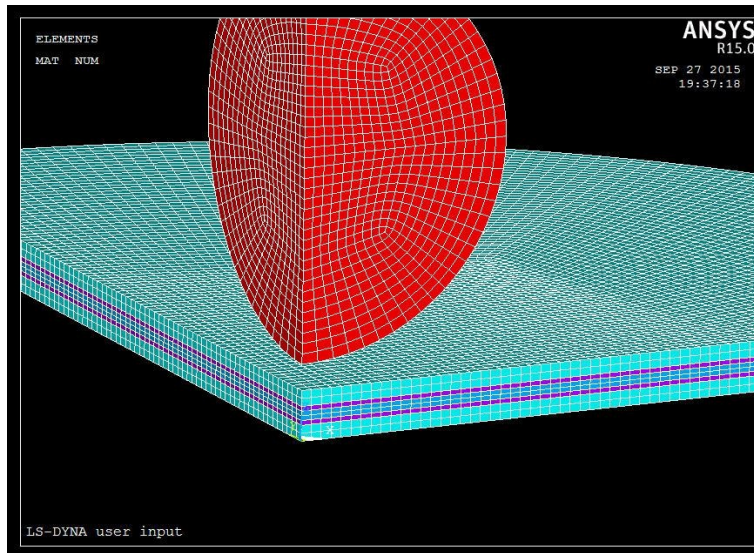 ELEMENTS
MAT NUM
ANSYS
R15.0
SEP 27 2015
19:37:18
Y
X
LS-DYNA user input